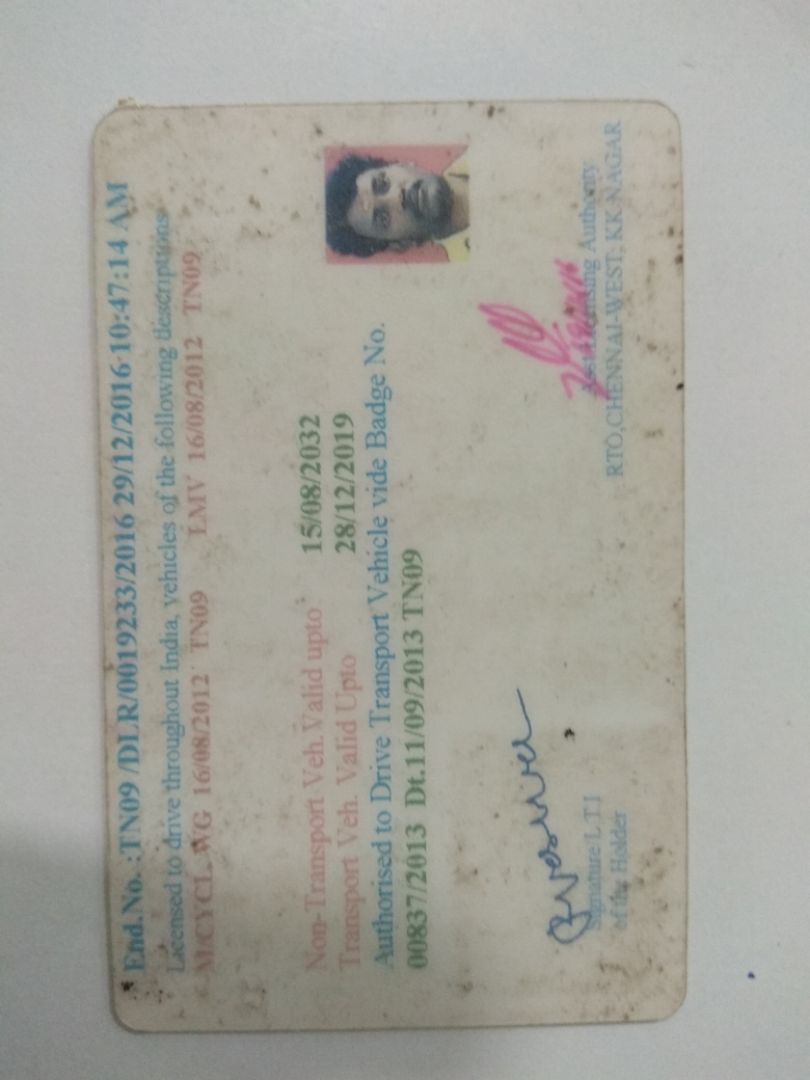 End.No. :TN09 /DLR/0019233/2016 29/12/2016 10:47:14 AM
Licensed to drive throughout India, vehicles of the following descriptions
M.CYCL.WG 16/08/2012 TN09 LMV 16/08/2012 TN09
Non-Transport Veh.Valid upto 15/08/2032
Transport Veh. Valid Upto 28/12/2019
Authorised to Drive Transport Vehicle vide Badge No.
00837/2013 Dt.11/09/2013 TN09
Signature/L.T.I
of the Holder
Licensing Authority
RTO,CHENNAI-WEST: KK NAGAR